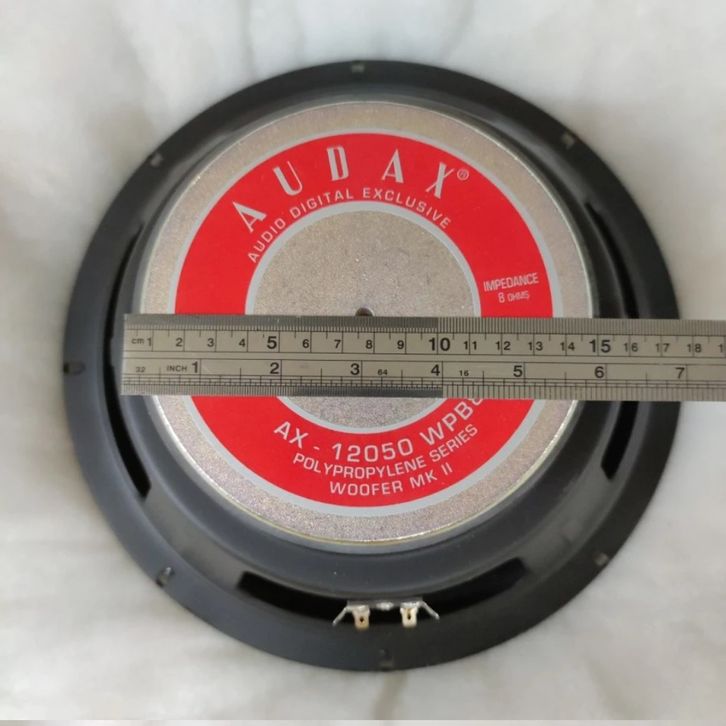 AUDAX®
AUDIO DIGITAL EXCLUSIVE
IMPEDANCE
8 OHMS
cm 1 2 3 4 5 6 7 8 9 10 11 12 13 14 15 16 17 18
32 INCH 1 2 3 64 4 16 5 6 7
AX - 12050
POLYPROPYLENE SERIES
WOOFER MK II